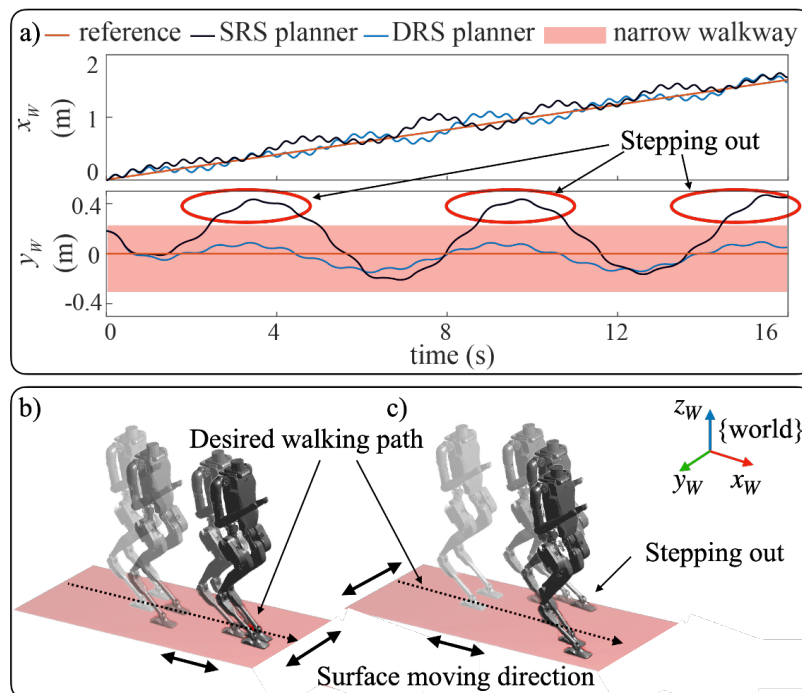 a) reference SRS planner DRS planner narrow walkway
2
1
0
x_W
(m)
Stepping out
0.4
0
-0.4
y_W
(m)
0 4 8 12 16
time (s)
b)
c)
Desired walking path
z_W
{world}
y_W
x_W
Stepping out
Surface moving direction